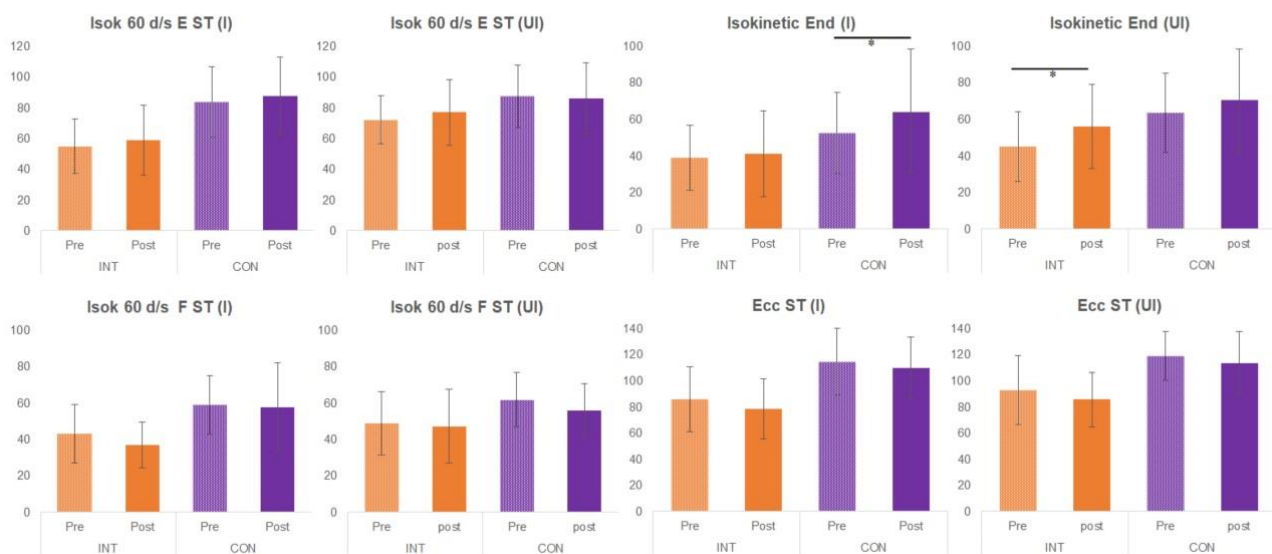 Isok 60 d/s E ST (I)
120
100
80
60
40
20
0
Pre Post Pre Post
INT CON
Isok 60 d/s E ST (UI)
120
100
80
60
40
20
0
Pre post Pre post
INT CON
Isokinetic End (I)
100
80
60
40
20
0
*
Pre Post Pre Post
INT CON
Isokinetic End (UI)
100
80
60
40
20
0
*
Pre post Pre post
INT CON
Isok 60 d/s F ST (I)
100
80
60
40
20
0
Pre Post Pre Post
INT CON
Isok 60 d/s F ST (UI)
100
80
60
40
20
0
Pre post Pre post
INT CON
Ecc ST (I)
140
120
100
80
60
40
20
0
Pre Post Pre Post
INT CON
Ecc ST (UI)
140
120
100
80
60
40
20
0
Pre post Pre post
INT CON